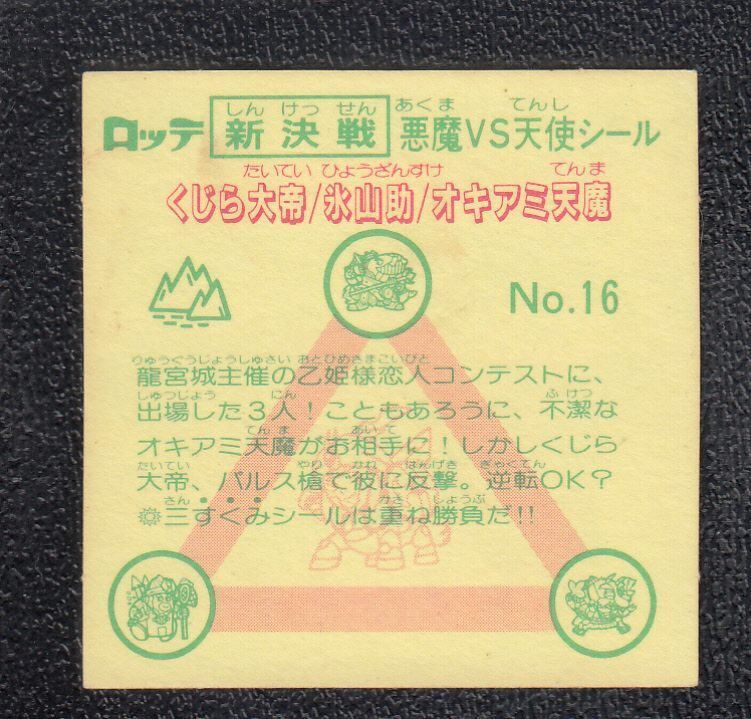 しんけっせん あくま てんし
ロッテ 新決戦 悪魔VS天使シール
たいてい ひょうざんすけ てんま
くじら大帝/氷山助/オキアミ天魔
No.16
りゅうぐうじょうしゅさい おとひめさまこいびと
龍宮城主催の乙姫様恋人コンテストに、
しゅつじょう にん ふけつ
出場した3人!こともあろうに、不潔な
てんま あいて
オキアミ天魔がお相手に!しかしくじら
たいてい やり かれ はんげき ぎゃくてん
大帝、パルス槍で彼に反撃。逆転OK?
さん かさ しょうぶ
三すくみシールは重ね勝負だ!!